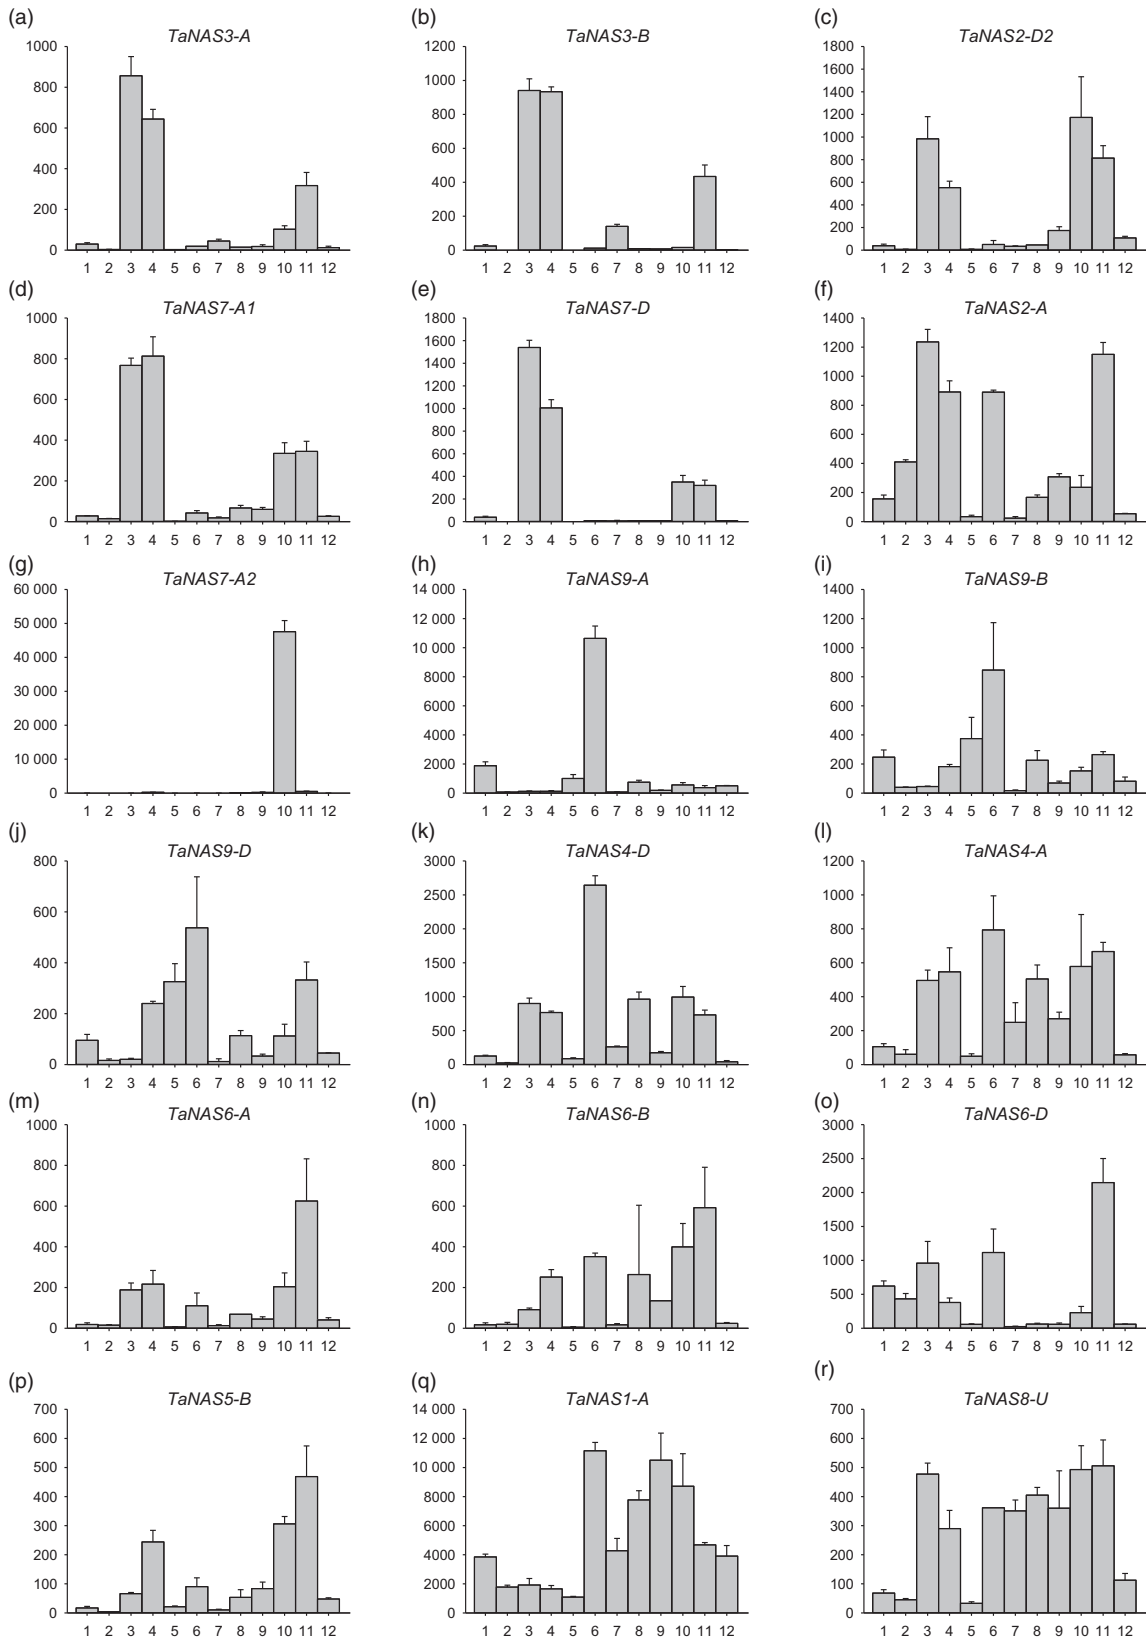 (a) (b) (c)
TaNAS3-A TaNAS3-B TaNAS2-D2
1000 1200 1800
1600
800 1000 1400
600 800 1200
600 1000
400 800
400 600
200 200 400
200
0 0 0
1 2 3 4 5 6 7 8 9 10 11 12 1 2 3 4 5 6 7 8 9 10 11 12 1 2 3 4 5 6 7 8 9 10 11 12
(d) (e) (f)
TaNAS7-A1 TaNAS7-D TaNAS2-A
1000 1800 1400
1600
800 1400 1200
1200 1000
600 1000 800
400 800 600
600 400
200 400
200 200
0 0 0
1 2 3 4 5 6 7 8 9 10 11 12 1 2 3 4 5 6 7 8 9 10 11 12 1 2 3 4 5 6 7 8 9 10 11 12
(g) (h) (i)
TaNAS7-A2 TaNAS9-A TaNAS9-B
60 000 14 000 1400
50 000 12 000 1200
40 000 10 000 1000
30 000 8000 800
6000 600
20 000 4000 400
10 000 2000 200
0 0 0
1 2 3 4 5 6 7 8 9 10 11 12 1 2 3 4 5 6 7 8 9 10 11 12 1 2 3 4 5 6 7 8 9 10 11 12
(j) (k) (l)
TaNAS9-D TaNAS4-D TaNAS4-A
800 3000 1200
2500 1000
600 2000 800
400 1500 600
1000 400
200 500 200
0 0 0
1 2 3 4 5 6 7 8 9 10 11 12 1 2 3 4 5 6 7 8 9 10 11 12 1 2 3 4 5 6 7 8 9 10 11 12
(m) (n) (o)
TaNAS6-A TaNAS6-B TaNAS6-D
1000 1000 3000
800 800 2500
600 600 2000
1500
400 400 1000
200 200 500
0 0 0
1 2 3 4 5 6 7 8 9 10 11 12 1 2 3 4 5 6 7 8 9 10 11 12 1 2 3 4 5 6 7 8 9 10 11 12
(p) (q) (r)
TaNAS5-B TaNAS1-A TaNAS8-U
700 14 000 700
600 12 000 600
500 10 000 500
400 8000 400
300 6000 300
200 4000 200
100 2000 100
0 0 0
1 2 3 4 5 6 7 8 9 10 11 12 1 2 3 4 5 6 7 8 9 10 11 12 1 2 3 4 5 6 7 8 9 10 11 12